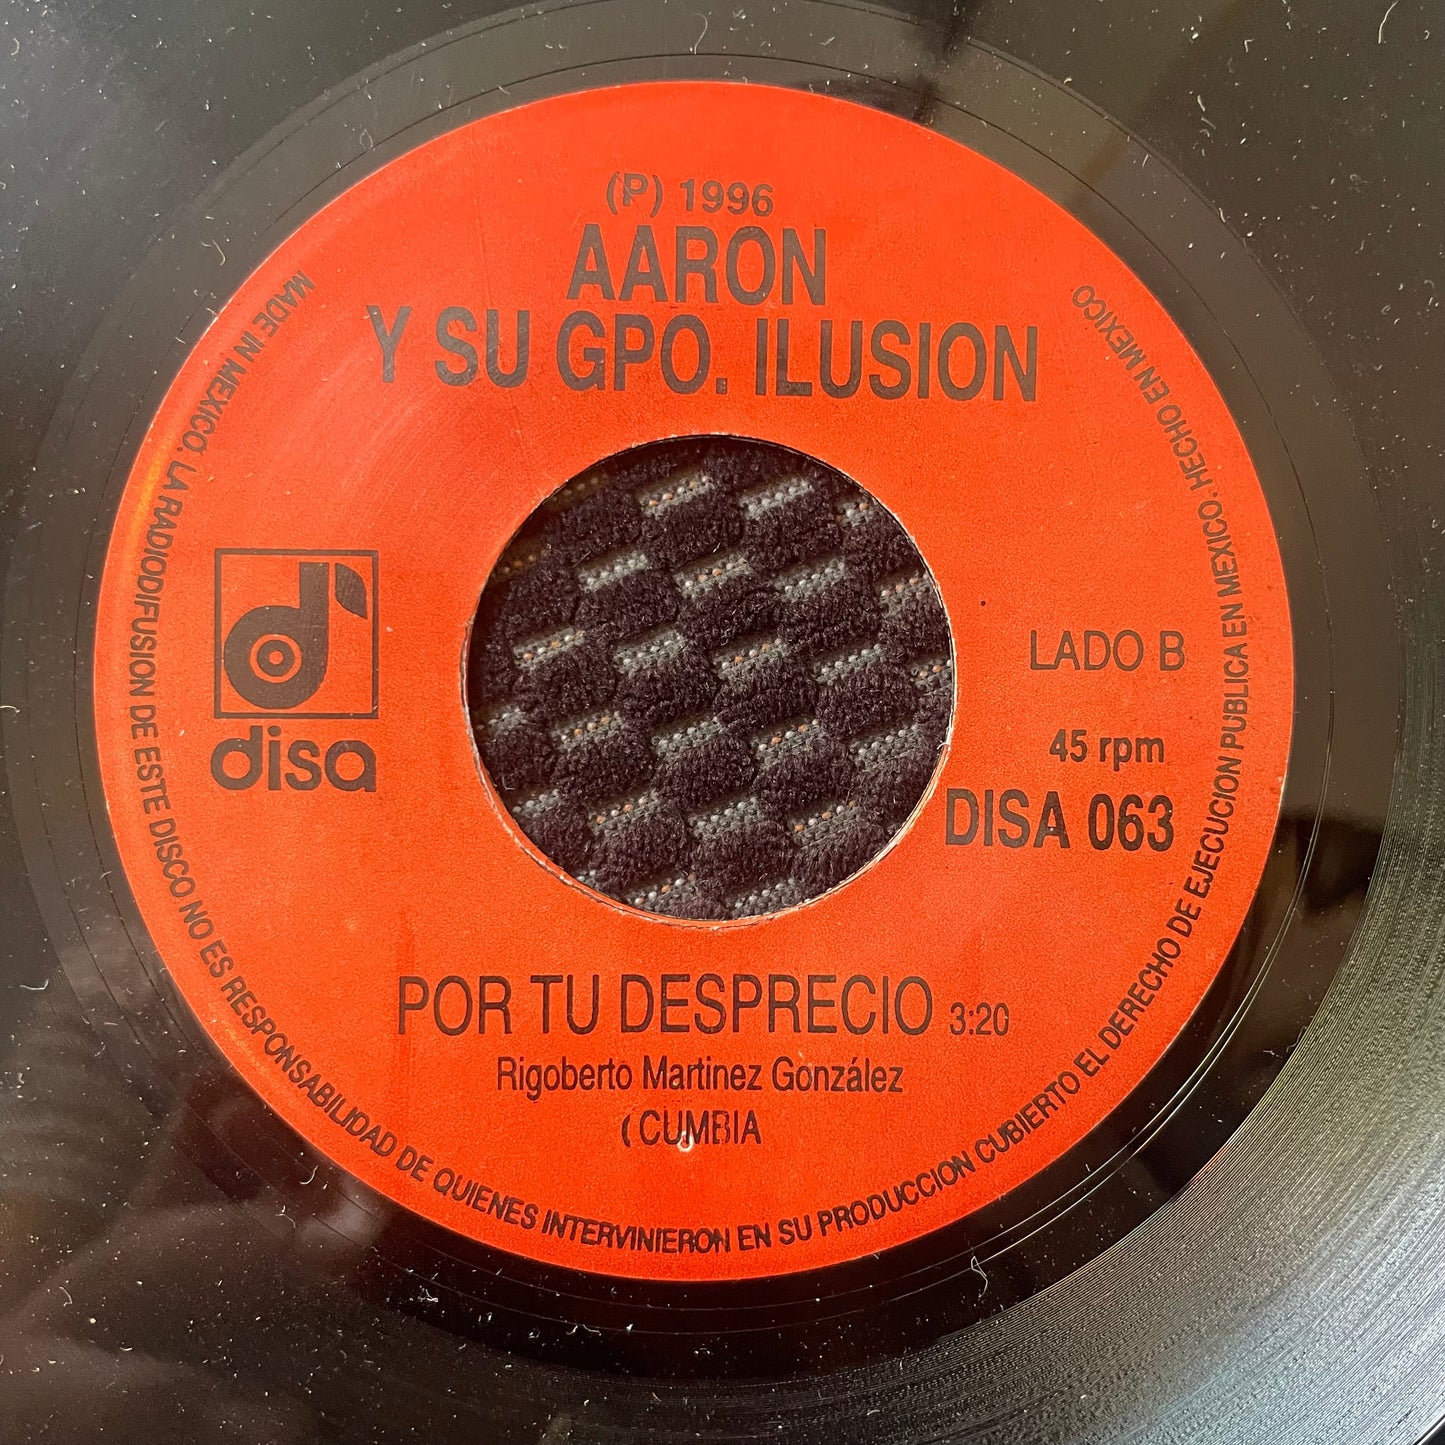 (P) 1996
AARON
Y SU GPO. ILUSION
disa
LADO B
45 rpm
DISA 063
POR TU DESPRECIO 3:20
Rigoberto Martinez González
( CUMBIA
MADE IN MEXICO. LA RADIODIFUSION DE ESTE DISCO NO ES RESPONSABILIDAD DE QUIENES INTERVINIERON EN SU PRODUCCION CUBIERTO EL DERECHO DE EJECUCION PUBLICA EN MEXICO. HECHO EN MEXICO